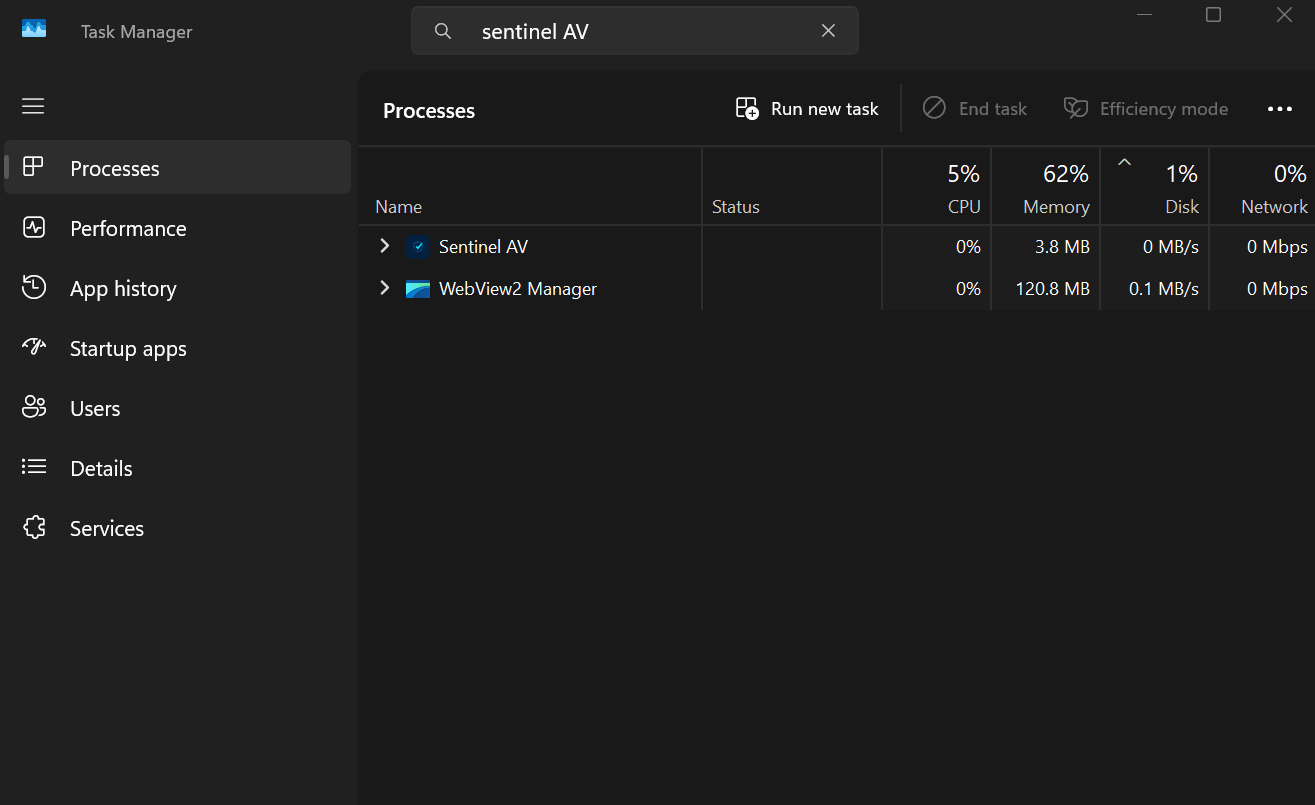 Task Manager
sentinel AV
Processes
Run new task
End task
Efficiency mode
Processes
Performance
App history
Startup apps
Users
Details
Services
5% 62% 1% 0%
Name Status CPU Memory Disk Network
Sentinel AV 0% 3.8 MB 0 MB/s 0 Mbps
WebView2 Manager 0% 120.8 MB 0.1 MB/s 0 Mbps